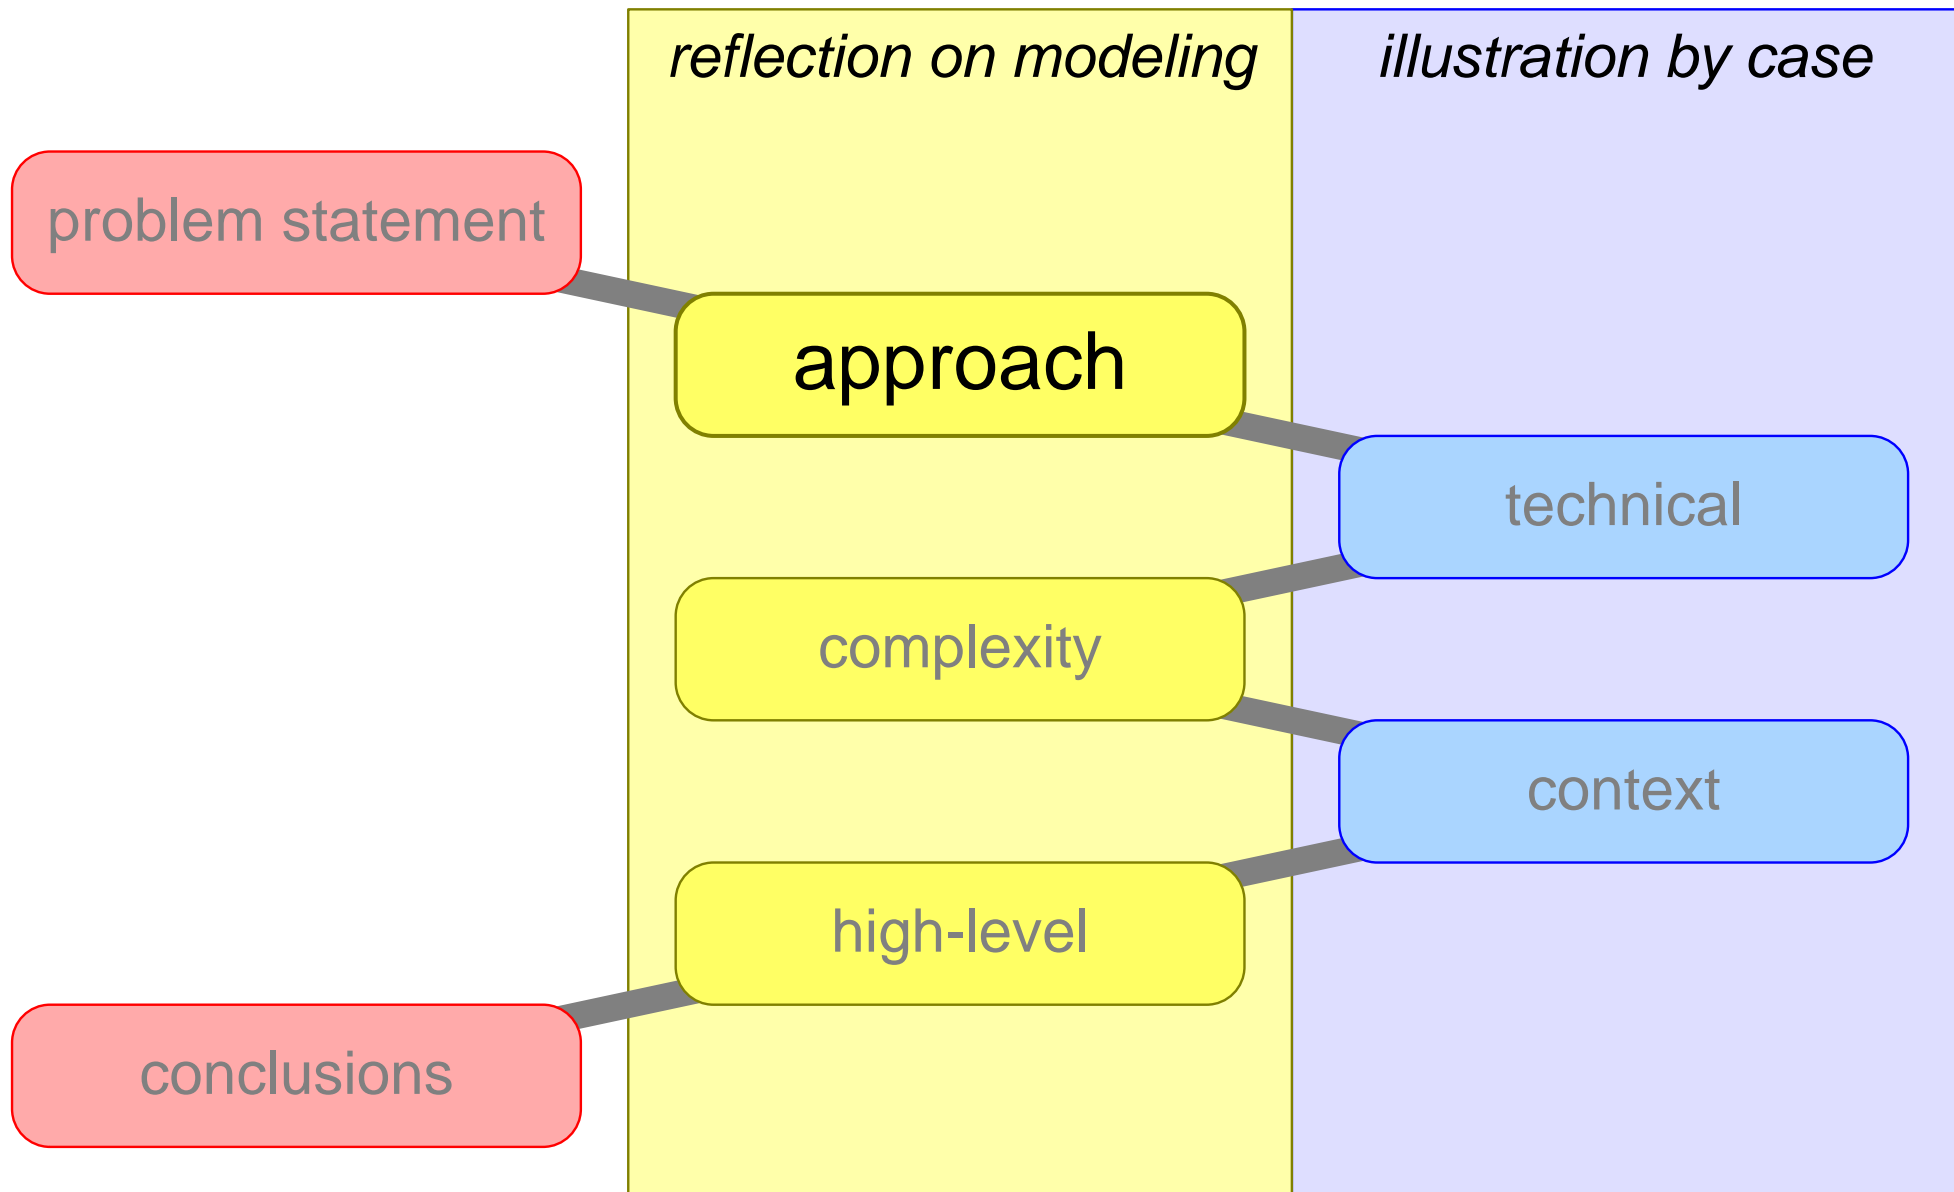 reflection on modeling
illustration by case
problem statement
approach
technical
complexity
context
high-level
conclusions